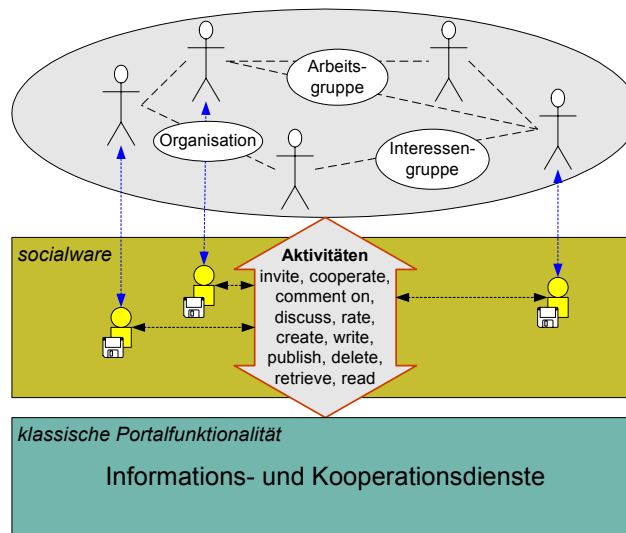 Arbeits-
gruppe
Organisation
Interessen-
gruppe
socialware
Aktivitäten
invite, cooperate,
comment on,
discuss, rate,
create, write,
publish, delete,
retrieve, read
klassische Portalfunktionalität
Informations- und Kooperationsdienste